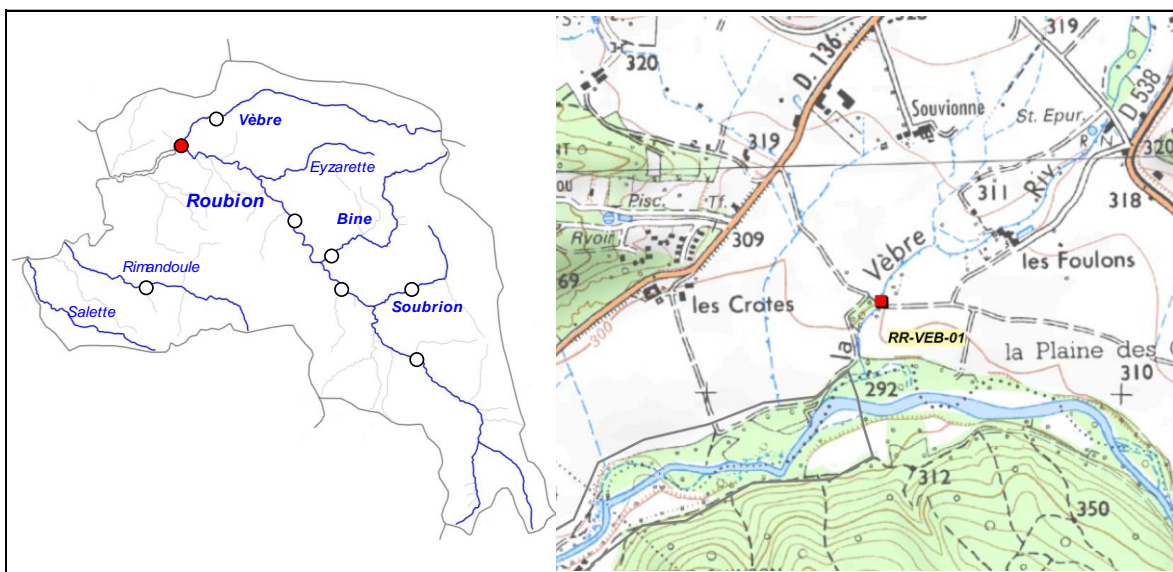 Vèbre
Eyzarette
Roubion
Bine
Rimandoule
Soubrion
Salette
319
320
D. 136
Souvionne
St. Epur.
D 538
319
320
Pisc.
Tf.
311
Riv
318
Rvoir
309
Vèbre
les Foulons
69
les Crotes
300
la
RR-VEB-01
la Plaine des
310
292
312
350